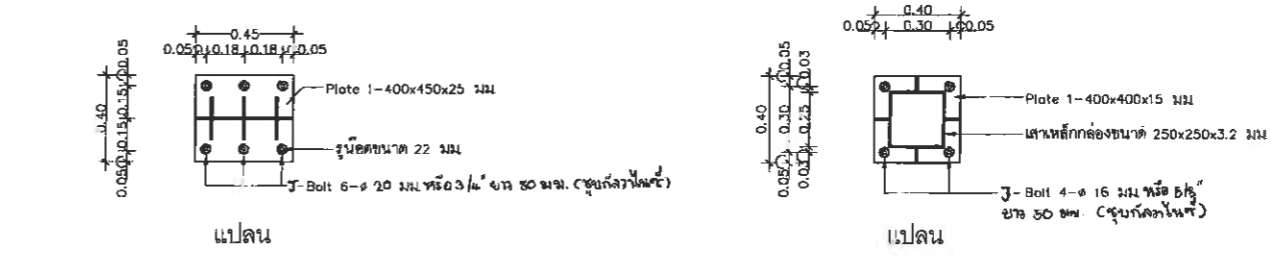 0.45
0.05 0.18 0.18 0.05
0.05
0.15
0.40
0.15
0.05
Plate 1-400x450x25 มม
รูน๊อตขนาด 22 มม
J-Bolt 6-ø 20 มม หรือ 3/4" ยาว 50 ซม. (ชุบกัลวาไนซ์)
แปลน
0.40
0.05 0.30 0.05
0.05 0.03
0.40 0.30 0.25
0.05 0.03
Plate 1-400x400x15 มม
เสาเหล็กกล่องขนาด 250x250x3.2 มม
J-Bolt 4-ø 16 มม หรือ 5/8"
ยาว 50 ซม. (ชุบกัลวาไนซ์)
แปลน